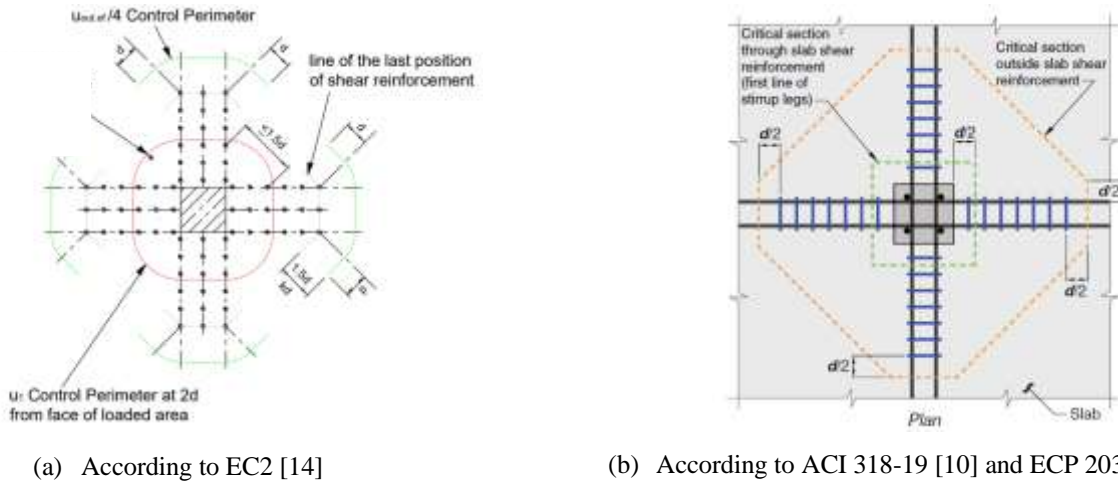 Control Perimeter
d
d
line of the last position
of shear reinforcement
≤1.5d
d
1.5d
kd
u₁ Control Perimeter at 2d
from face of loaded area
(a) According to EC2 [14]
Critical section
through slab shear
reinforcement
(first line of
stirrup legs)
Critical section
outside slab shear
reinforcement
d/2
d/2
d/2
d/2
d/2
Plan
Slab
(b) According to ACI 318-19 [10] and ECP 203